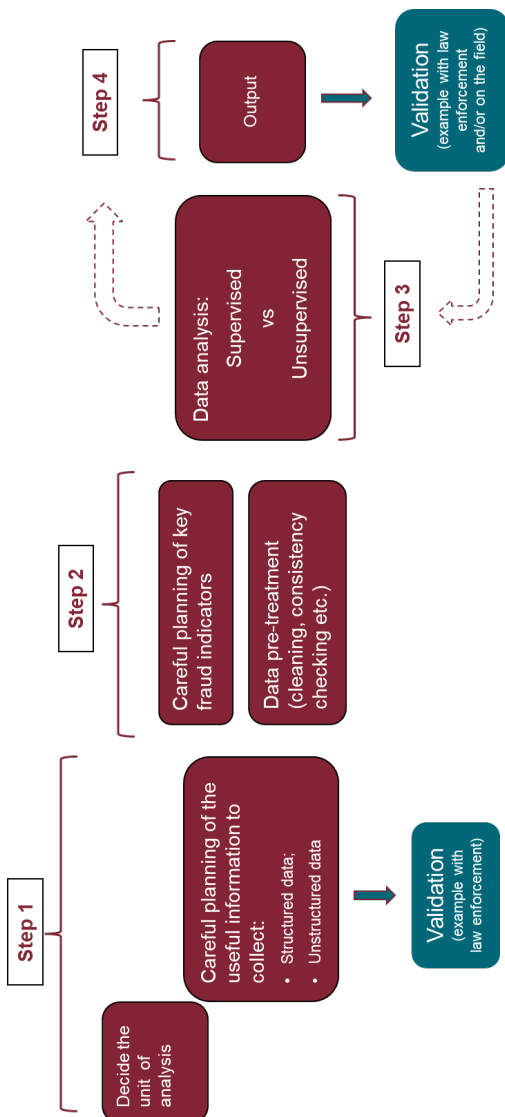 Step 1
Decide the
unit of
analysis
Careful planning of the
useful information to
collect:
• Structured data;
• Unstructured data
Validation
(example with
law enforcement)
Step 2
Careful planning of key
fraud indicators
Data pre-treatment
(cleaning, consistency
checking etc.)
Data analysis:
Supervised
vs
Unsupervised
Step 3
Step 4
Output
Validation
(example with law
enforcement
and/or on the field)